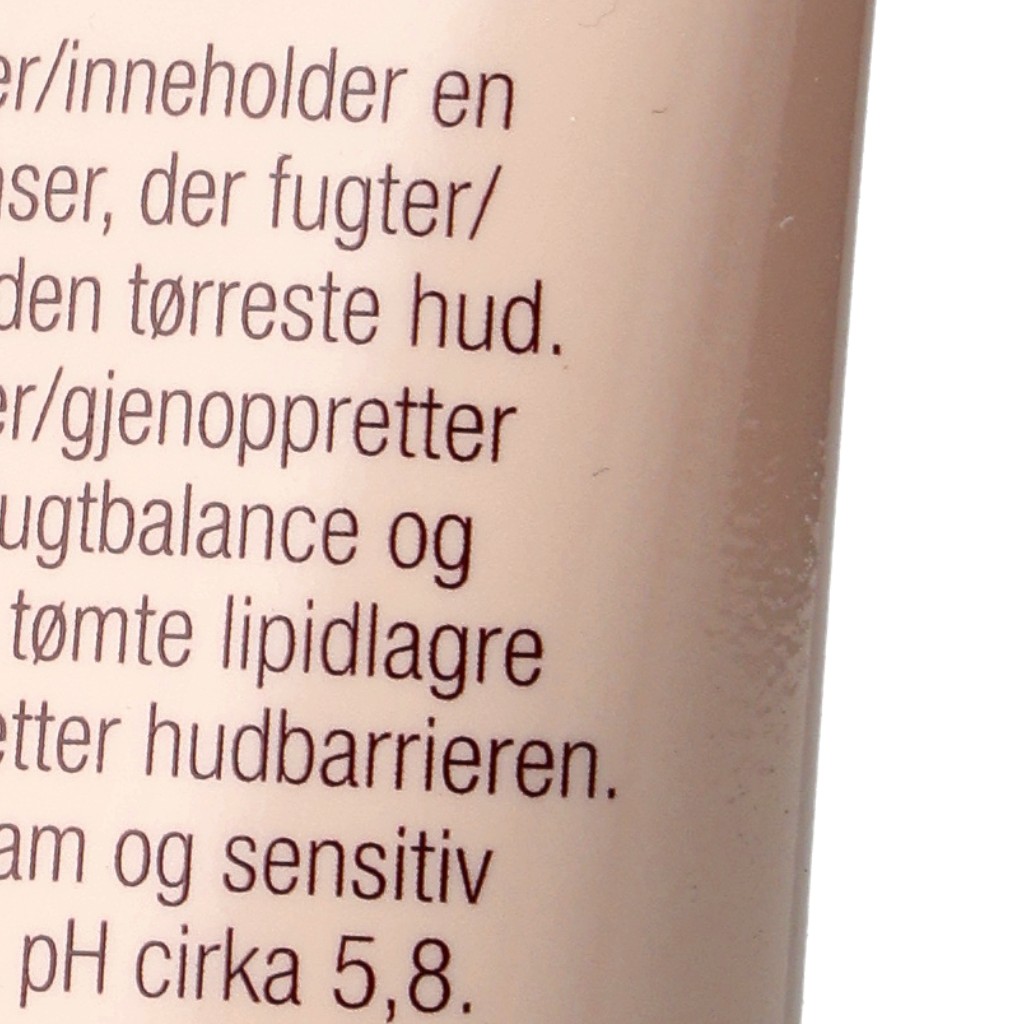 er/inneholder en
ser, der fugter/
den tørreste hud.
er/gjenoppretter
ugtbalance og
tømte lipidlagre
etter hudbarrieren.
am og sensitiv
pH cirka 5,8.